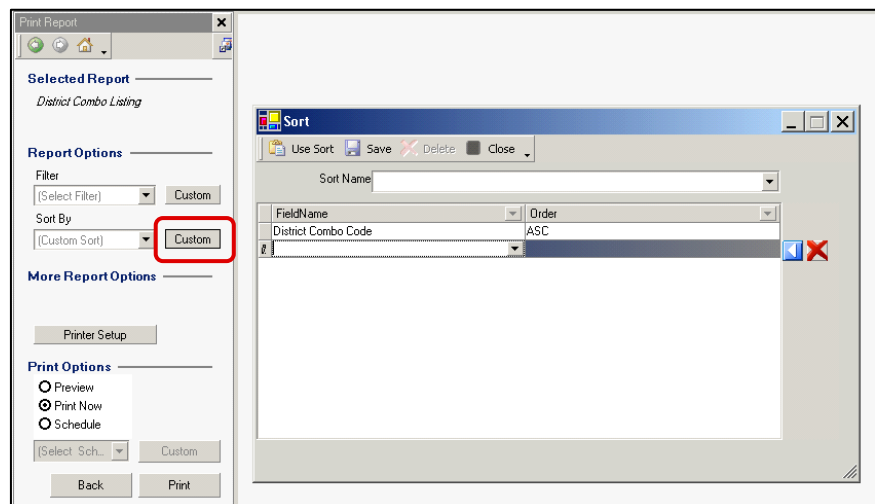 Print Report
Selected Report
District Combo Listing
Report Options
Filter
(Select Filter) Custom
Sort By
(Custom Sort) Custom
More Report Options
Printer Setup
Print Options
Preview
Print Now
Schedule
(Select Sch... Custom
Back Print
Sort
Use Sort Save Delete Close
Sort Name
FieldName Order
District Combo Code ASC